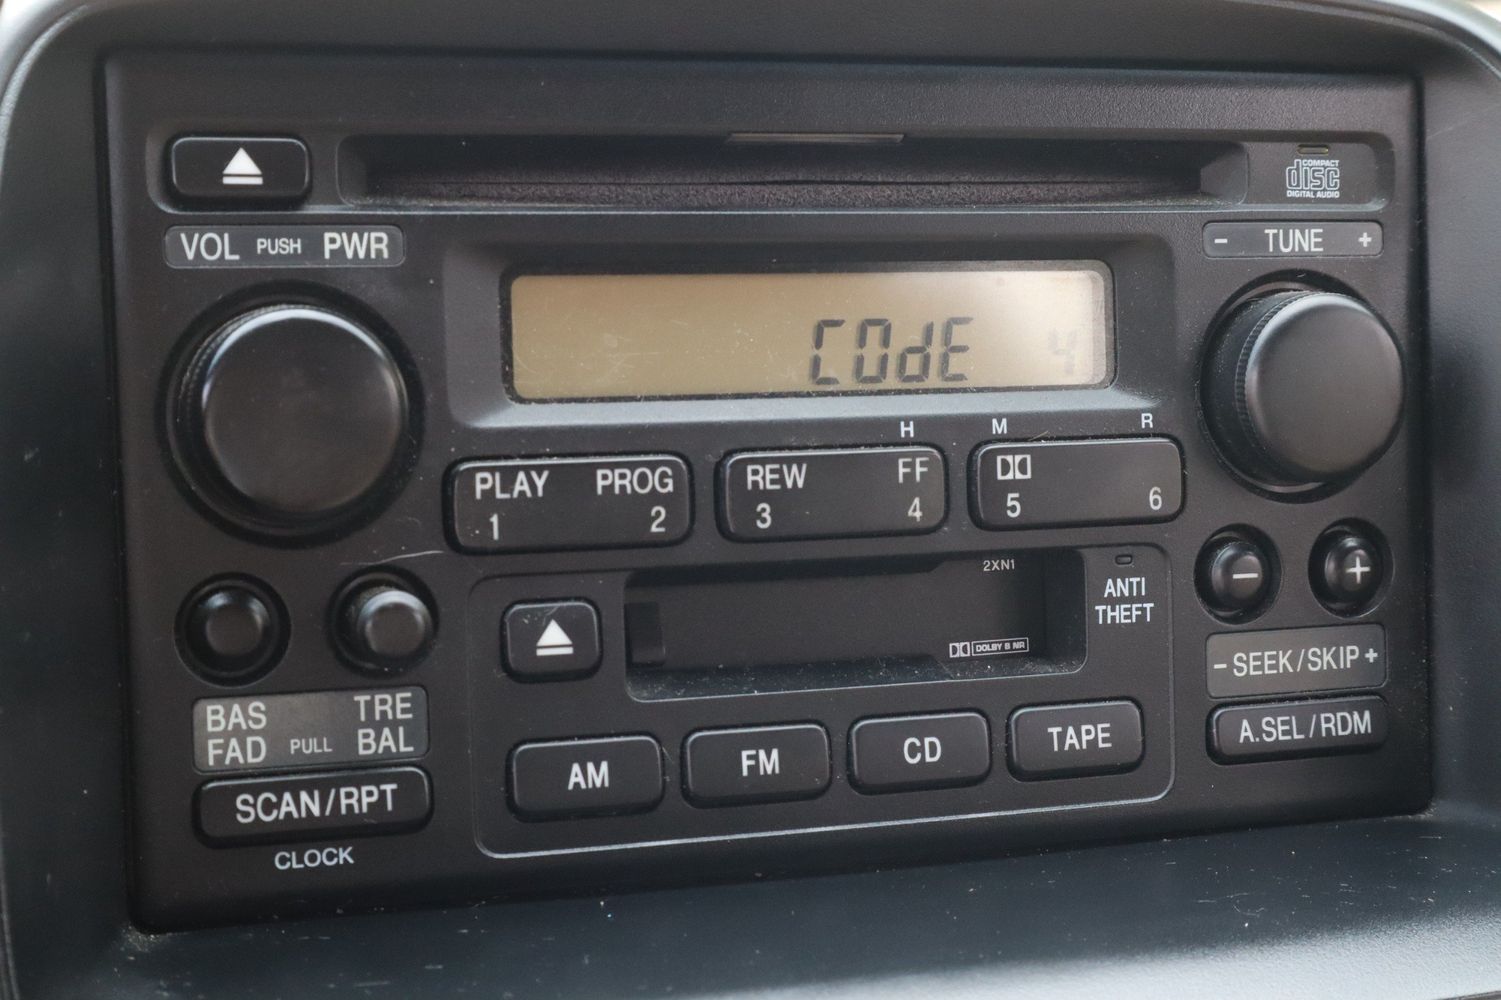 COMPACT
disc
DIGITAL AUDIO
VOL PUSH PWR
- TUNE +
CODE 4
H M R
PLAY PROG
1 2
REW FF
3 4
5 6
2XN1
ANTI
THEFT
DOLBY B NR
- +
- SEEK/SKIP +
BAS TRE
FAD PULL BAL
AM FM CD TAPE
A.SEL/RDM
SCAN/RPT
CLOCK